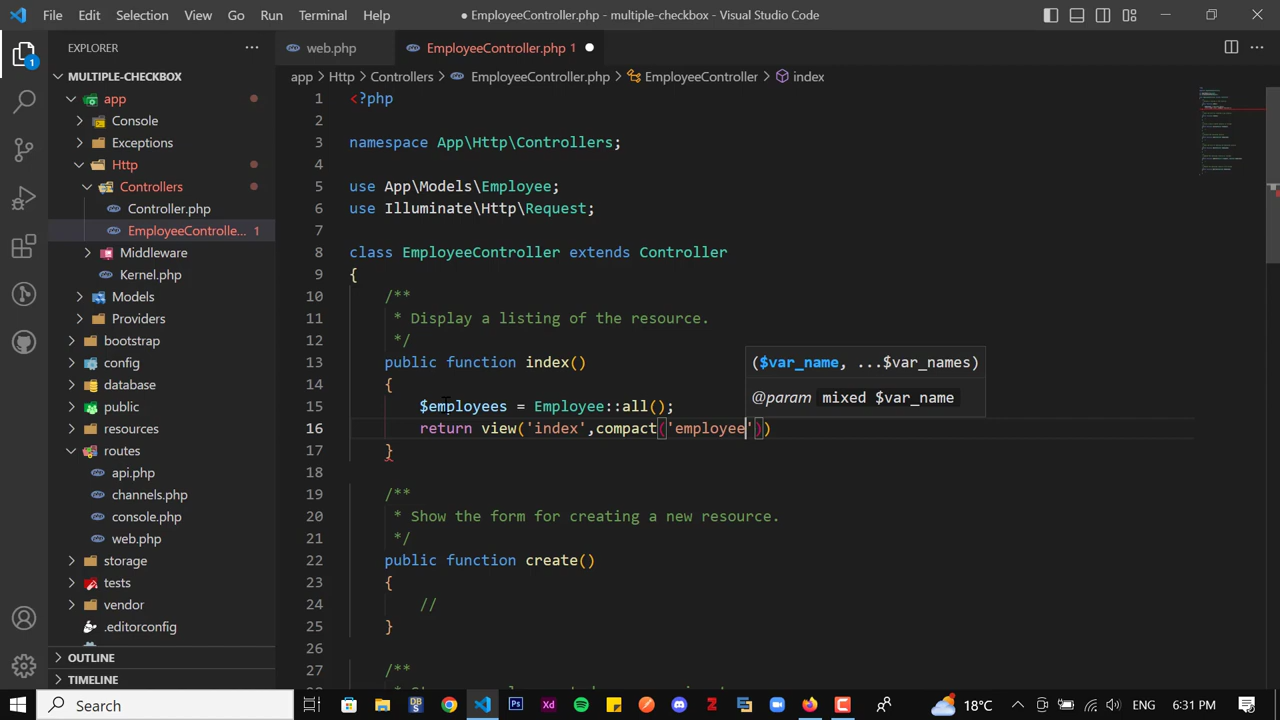 File Edit Selection View Go Run Terminal Help
● EmployeeController.php - multiple-checkbox - Visual Studio Code
EXPLORER
web.php
EmployeeController.php 1
MULTIPLE-CHECKBOX
app > Http > Controllers > EmployeeController.php > EmployeeController > index
app
Console
Exceptions
Http
Controllers
Controller.php
EmployeeControlle... 1
Middleware
Kernel.php
Models
Providers
bootstrap
config
database
public
resources
routes
api.php
channels.php
console.php
web.php
storage
tests
vendor
.editorconfig
OUTLINE
TIMELINE
1 <?php
2
3 namespace App\Http\Controllers;
4
5 use App\Models\Employee;
6 use Illuminate\Http\Request;
7
8 class EmployeeController extends Controller
9 {
10 /**
11 * Display a listing of the resource.
12 */
13 public function index()
14 {
15 $employees = Employee::all();
16 return view('index',compact('employee'))
17 }
18
19 /**
20 * Show the form for creating a new resource.
21 */
22 public function create()
23 {
24 //
25 }
26
27 /**
($var_name, ...$var_names)
@param mixed $var_name
1
Search
DBS
Ps
Xd
Z
18°C
ENG
6:31 PM